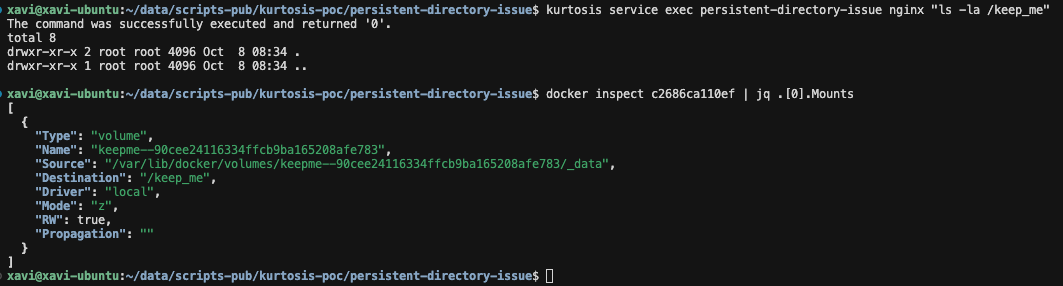 xavi@xavi-ubuntu:~/data/scripts-pub/kurtosis-poc/persistent-directory-issue$ kurtosis service exec persistent-directory-issue nginx "ls -la /keep_me"
The command was successfully executed and returned '0'.
total 8
drwxr-xr-x 2 root root 4096 Oct  8 08:34 .
drwxr-xr-x 1 root root 4096 Oct  8 08:34 ..
xavi@xavi-ubuntu:~/data/scripts-pub/kurtosis-poc/persistent-directory-issue$ docker inspect c2686ca110ef | jq .[0].Mounts
[
  {
    "Type": "volume",
    "Name": "keepme--90cee24116334ffcb9ba165208afe783",
    "Source": "/var/lib/docker/volumes/keepme--90cee24116334ffcb9ba165208afe783/_data",
    "Destination": "/keep_me",
    "Driver": "local",
    "Mode": "z",
    "RW": true,
    "Propagation": ""
  }
]
xavi@xavi-ubuntu:~/data/scripts-pub/kurtosis-poc/persistent-directory-issue$